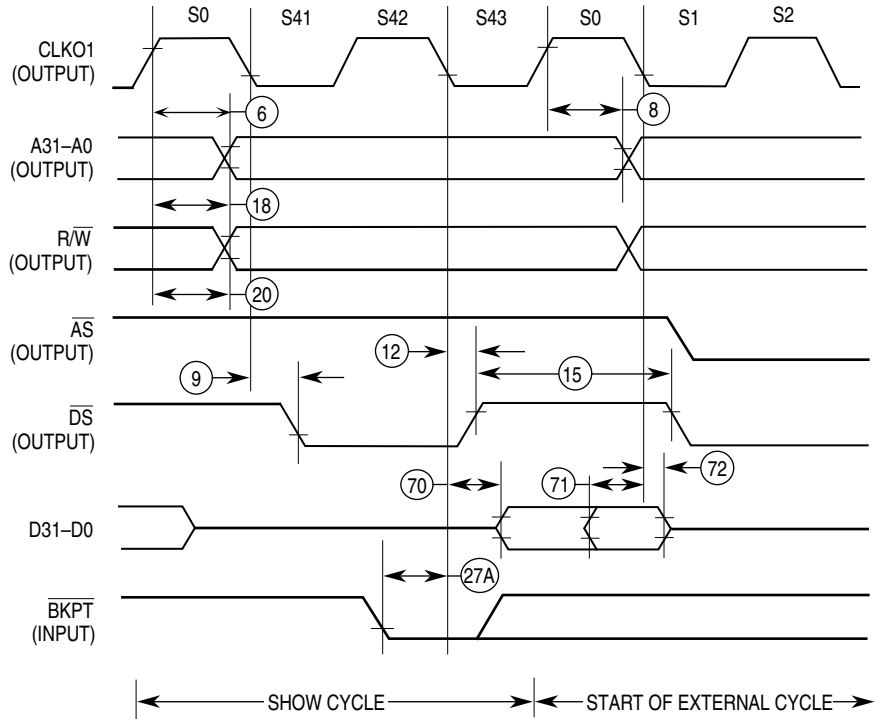 S0 S41 S42 S43 S0 S1 S2
CLKO1
(OUTPUT)
6
8
A31–A0
(OUTPUT)
18
R/W
(OUTPUT)
20
AS
(OUTPUT)
12
9
15
DS
(OUTPUT)
72
70
71
D31–D0
27A
BKPT
(INPUT)
SHOW CYCLE
START OF EXTERNAL CYCLE